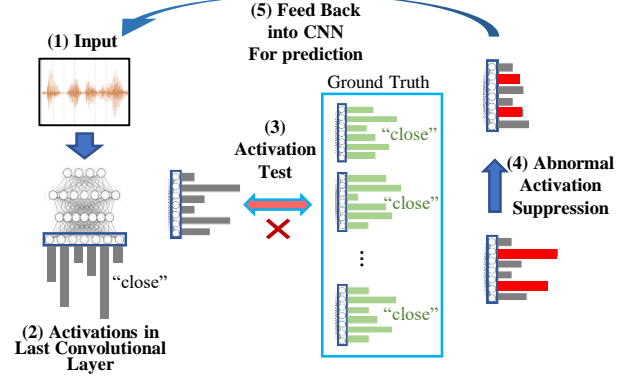 (5) Feed Back
into CNN
For prediction
(1) Input
Ground Truth
(3)
Activation
Test
"close"
"close"
...
"close"
(4) Abnormal
Activation
Suppression
"close"
(2) Activations in
Last Convolutional
Layer